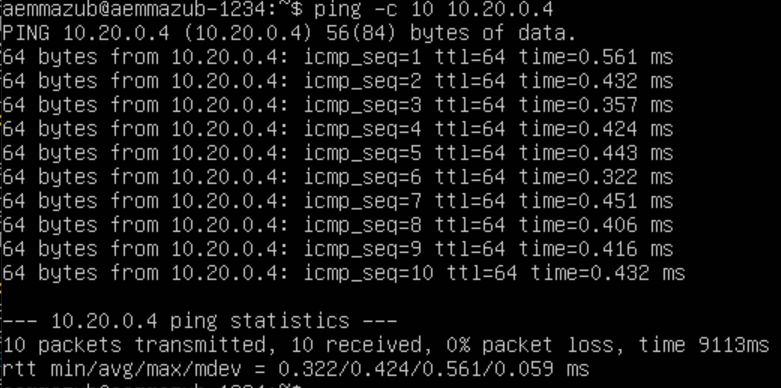 aemmazub@aemmazub-1234:~$ ping -c 10 10.20.0.4
PING 10.20.0.4 (10.20.0.4) 56(84) bytes of data.
64 bytes from 10.20.0.4: icmp_seq=1 ttl=64 time=0.561 ms
64 bytes from 10.20.0.4: icmp_seq=2 ttl=64 time=0.432 ms
64 bytes from 10.20.0.4: icmp_seq=3 ttl=64 time=0.357 ms
64 bytes from 10.20.0.4: icmp_seq=4 ttl=64 time=0.424 ms
64 bytes from 10.20.0.4: icmp_seq=5 ttl=64 time=0.443 ms
64 bytes from 10.20.0.4: icmp_seq=6 ttl=64 time=0.322 ms
64 bytes from 10.20.0.4: icmp_seq=7 ttl=64 time=0.451 ms
64 bytes from 10.20.0.4: icmp_seq=8 ttl=64 time=0.406 ms
64 bytes from 10.20.0.4: icmp_seq=9 ttl=64 time=0.416 ms
64 bytes from 10.20.0.4: icmp_seq=10 ttl=64 time=0.432 ms
--- 10.20.0.4 ping statistics ---
10 packets transmitted, 10 received, 0% packet loss, time 9113ms
rtt min/avg/max/mdev = 0.322/0.424/0.561/0.059 ms